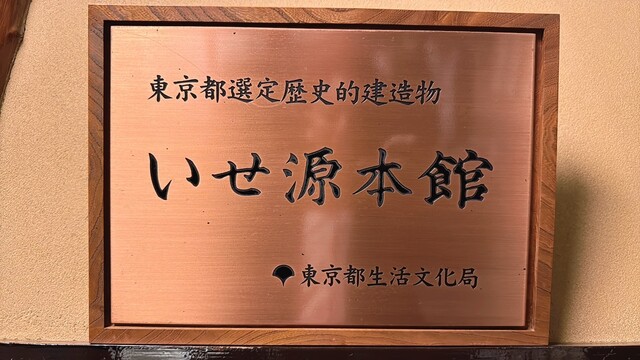 東京都選定歴史的建造物
いせ源本館
東京都生活文化局